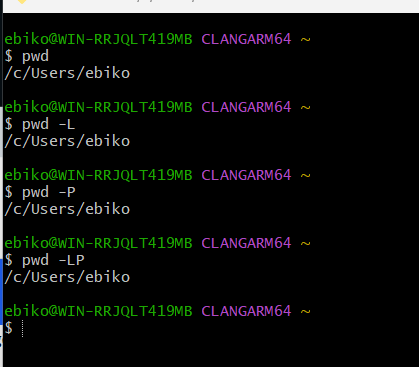 ebiko@WIN-RRJQLT419MB CLANGARM64 ~
$ pwd
/c/Users/ebiko
ebiko@WIN-RRJQLT419MB CLANGARM64 ~
$ pwd -L
/c/Users/ebiko
ebiko@WIN-RRJQLT419MB CLANGARM64 ~
$ pwd -P
/c/Users/ebiko
ebiko@WIN-RRJQLT419MB CLANGARM64 ~
$ pwd -LP
/c/Users/ebiko
ebiko@WIN-RRJQLT419MB CLANGARM64 ~
$